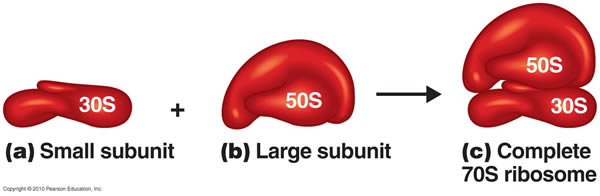 30S
+
50S
50S
30S
(a) Small subunit
(b) Large subunit
(c) Complete
70S ribosome
Copyright © 2010 Pearson Education, Inc.